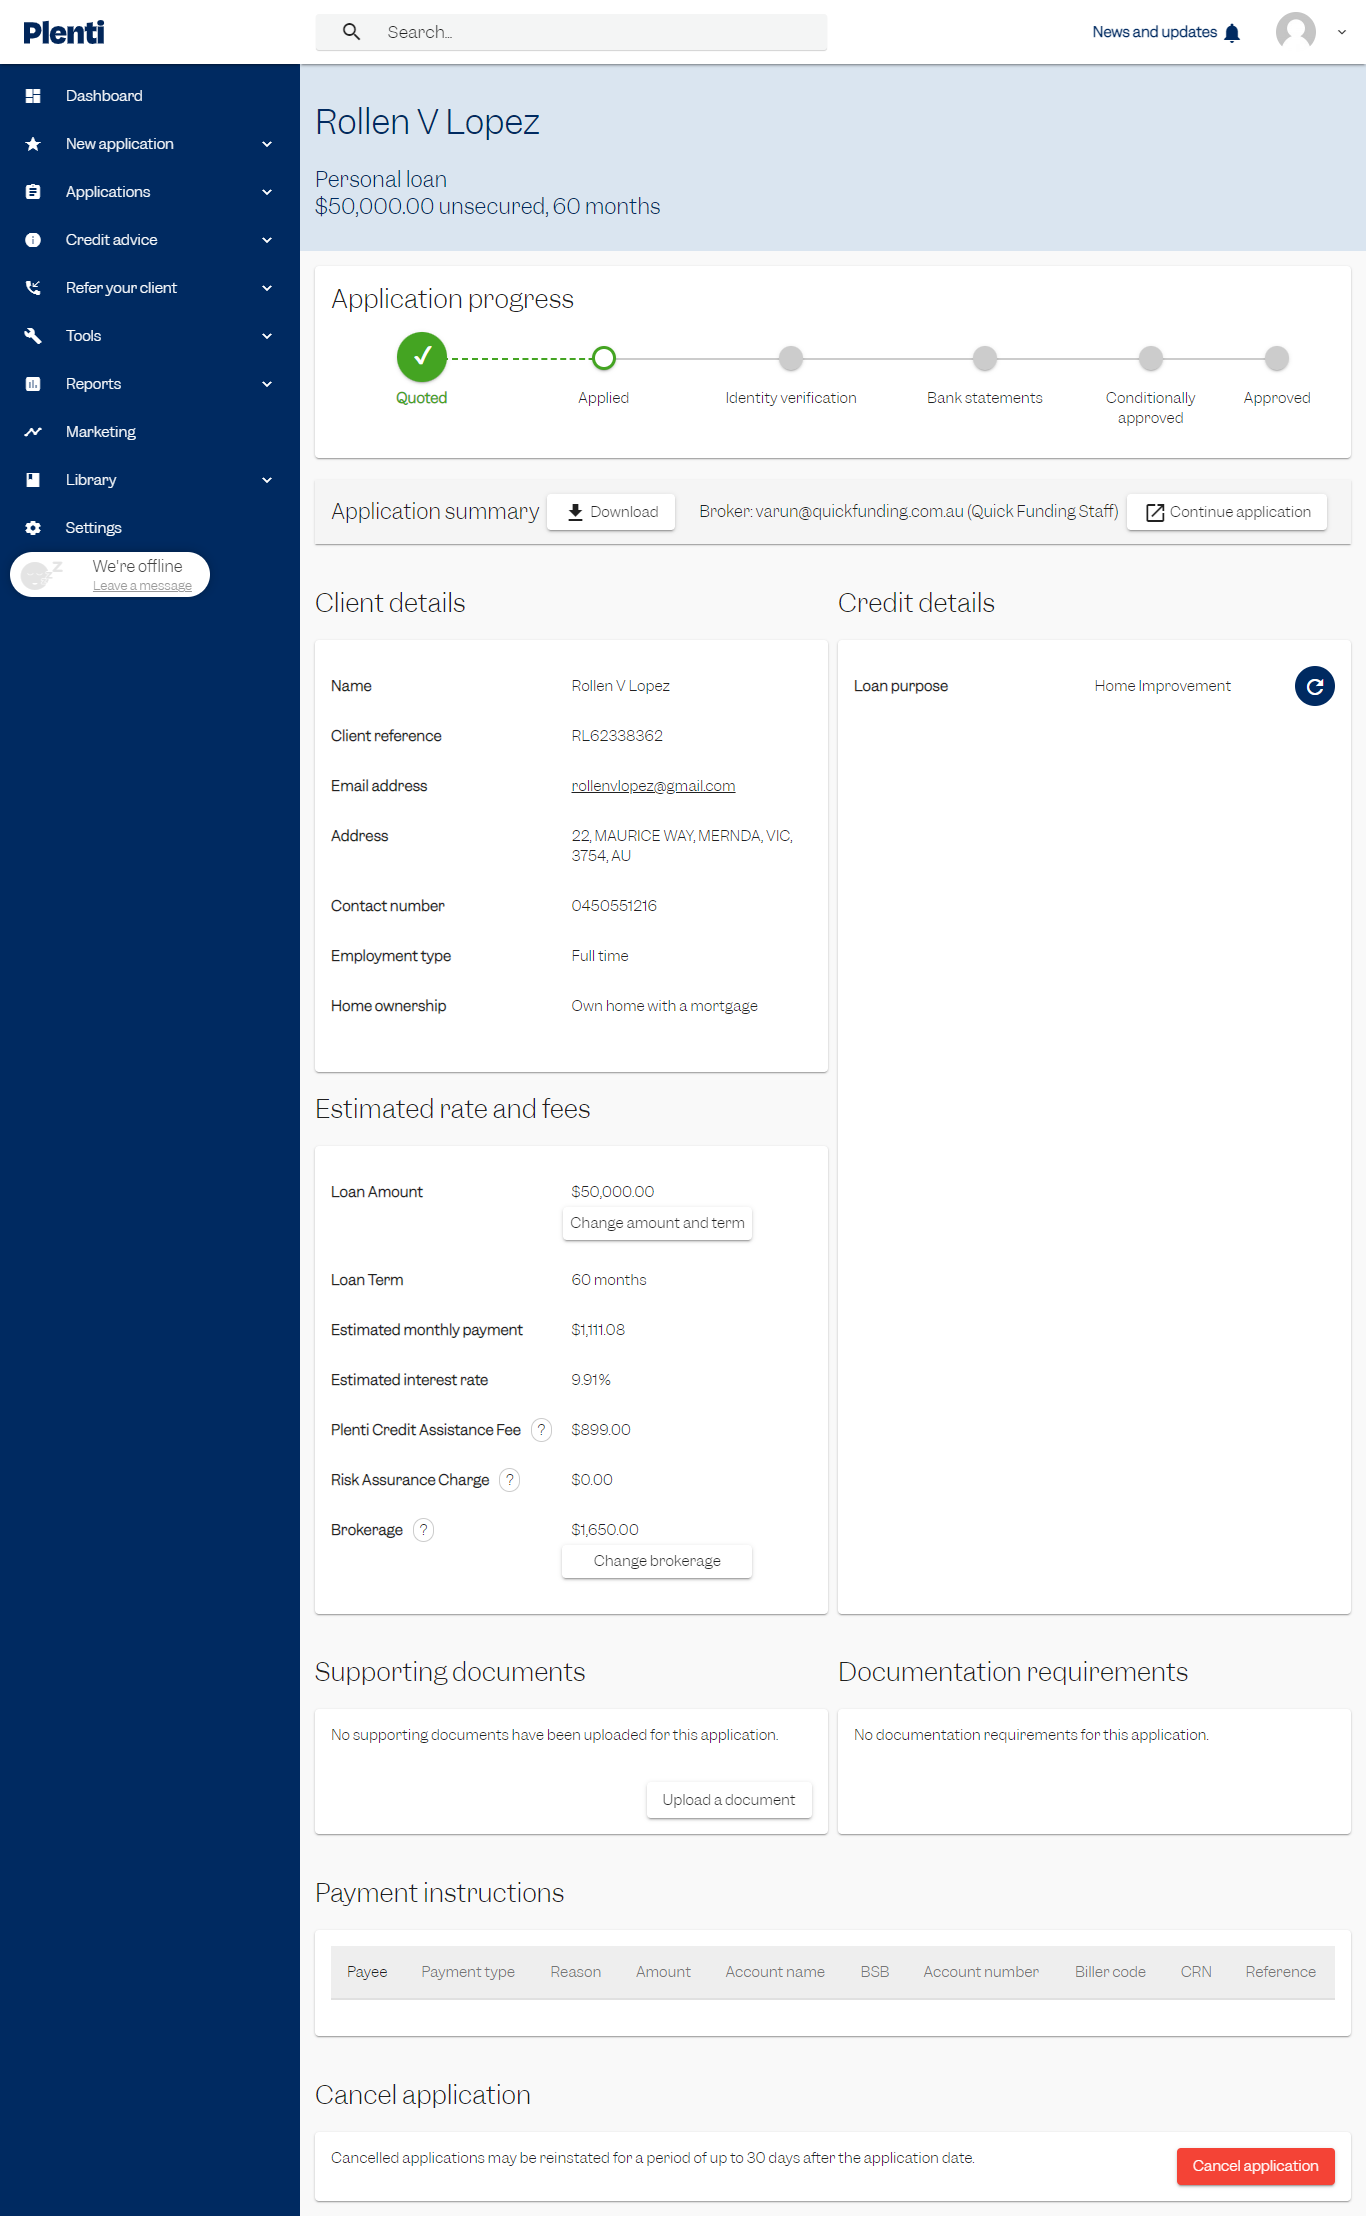 Plenti
Search...
News and updates
Dashboard
New application
Applications
Credit advice
Refer your client
Tools
Reports
Marketing
Library
Settings
We're offline
Leave a message
Rollen V Lopez
Personal loan
$50,000.00 unsecured, 60 months
Application progress
Quoted
Applied
Identity verification
Bank statements
Conditionally
approved
Approved
Application summary
Download
Broker: varun@quickfunding.com.au (Quick Funding Staff)
Continue application
Client details
Name Rollen V Lopez
Client reference RL62338362
Email address rollenvlopez@gmail.com
Address 22, MAURICE WAY, MERNDA, VIC,
3754, AU
Contact number 0450551216
Employment type Full time
Home ownership Own home with a mortgage
Credit details
Loan purpose Home Improvement
Estimated rate and fees
Loan Amount $50,000.00
Change amount and term
Loan Term 60 months
Estimated monthly payment $1,111.08
Estimated interest rate 9.91%
Plenti Credit Assistance Fee ? $899.00
Risk Assurance Charge ? $0.00
Brokerage ? $1,650.00
Change brokerage
Supporting documents
No supporting documents have been uploaded for this application.
Upload a document
Documentation requirements
No documentation requirements for this application.
Payment instructions
Payee Payment type Reason Amount Account name BSB Account number Biller code CRN Reference
Cancel application
Cancelled applications may be reinstated for a period of up to 30 days after the application date.
Cancel application